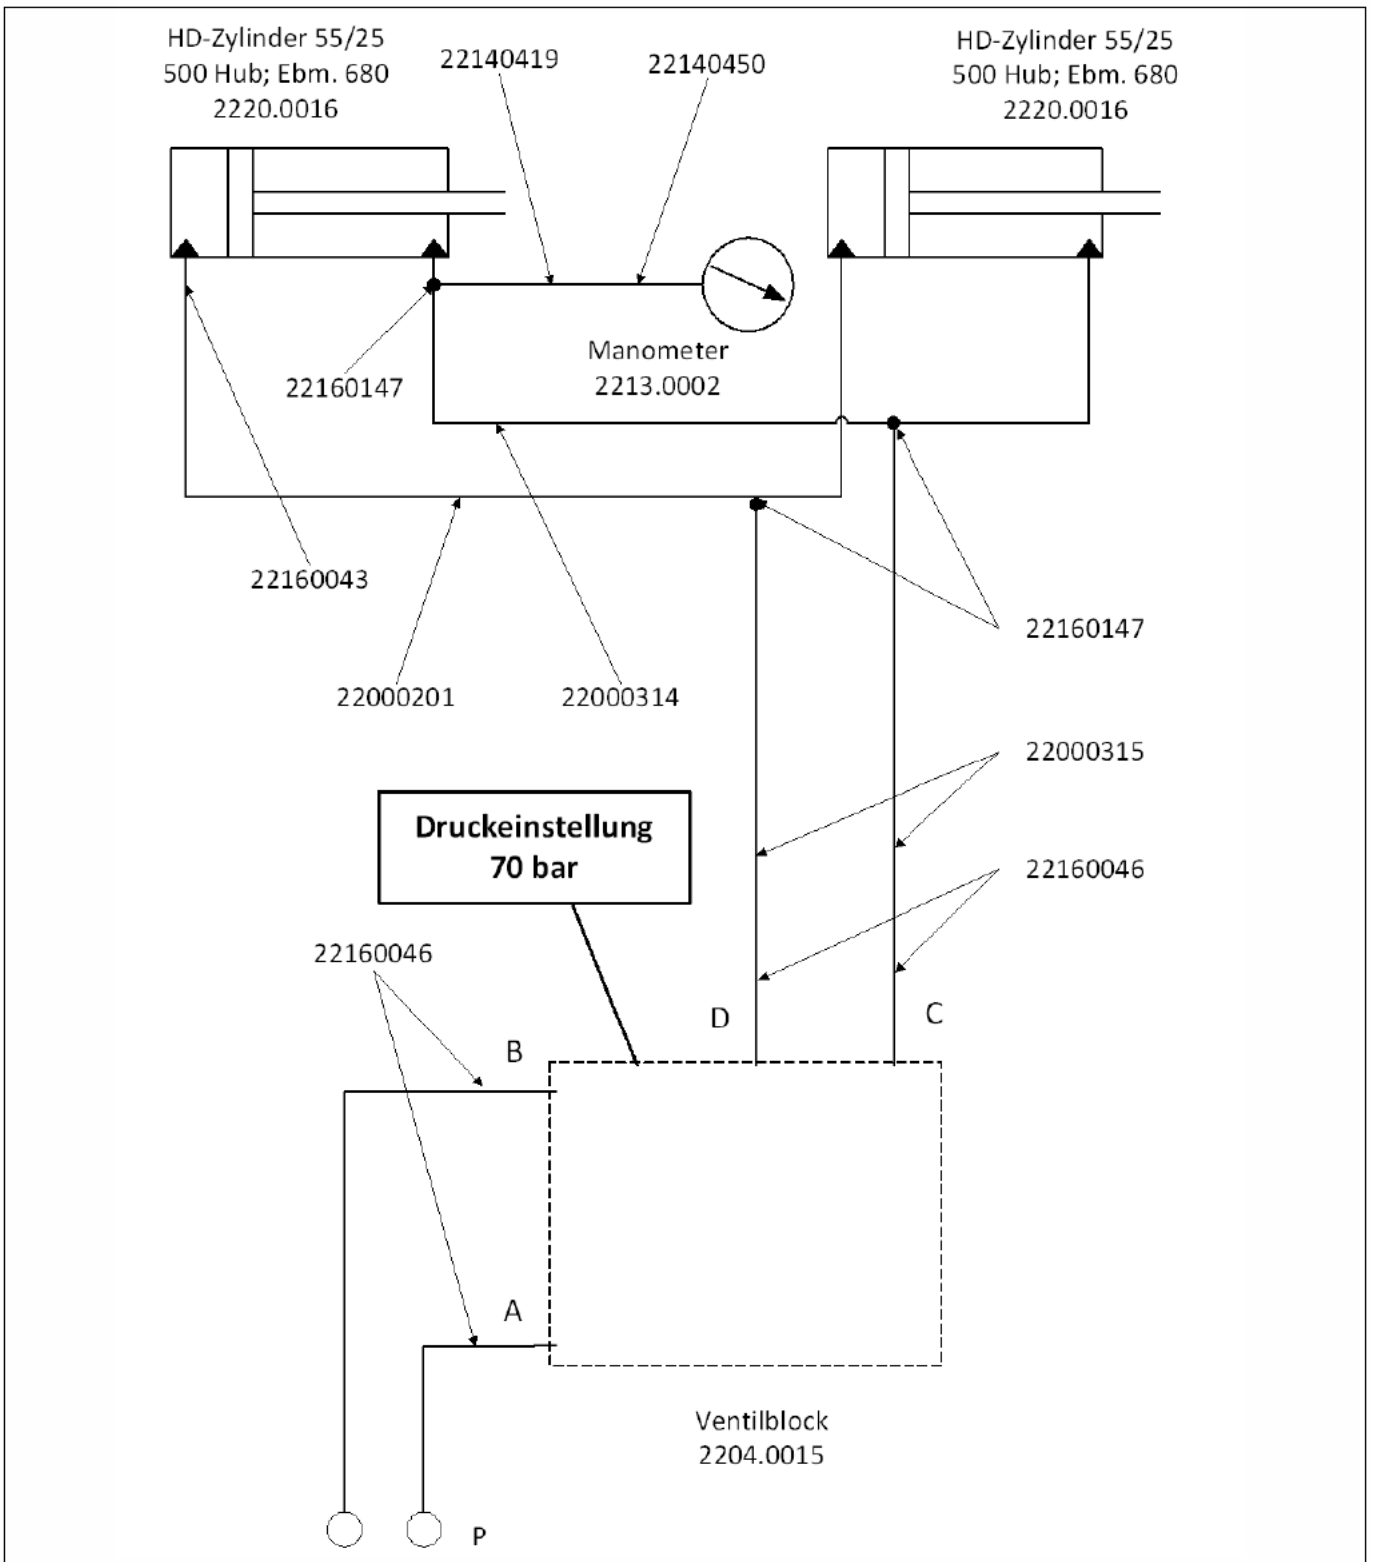 HD-Zylinder 55/25
500 Hub; Ebm. 680
2220.0016
22140419
22140450
HD-Zylinder 55/25
500 Hub; Ebm. 680
2220.0016
Manometer
2213.0002
22160147
22160043
22160147
22000201
22000314
22000315
Druckeinstellung
70 bar
22160046
22160046
D
C
B
A
Ventilblock
2204.0015
P